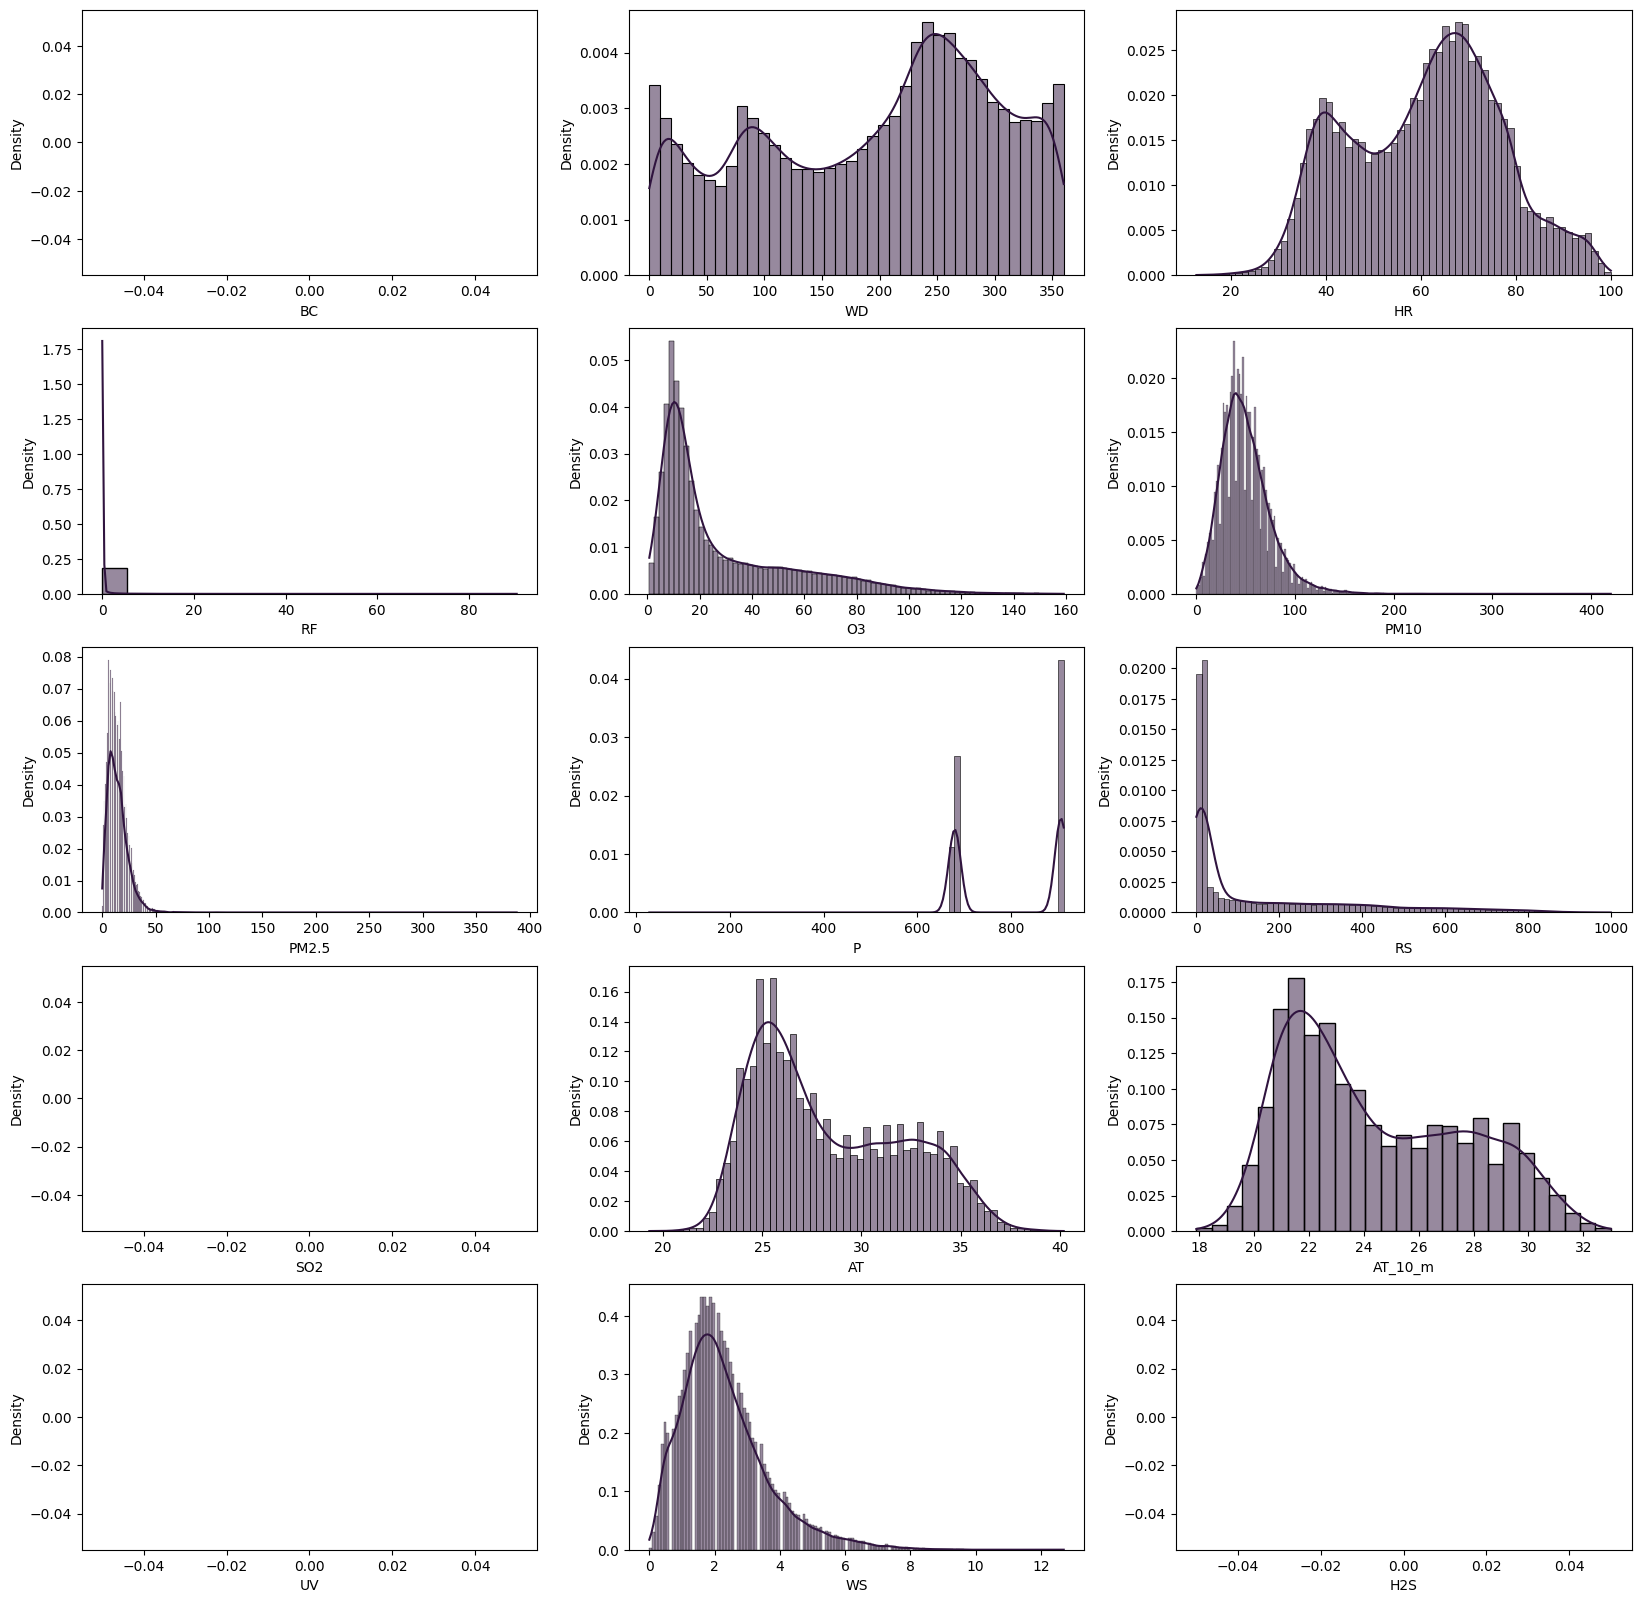 0.04
0.02
0.00
−0.02
−0.04
Density
−0.04 −0.02 0.00 0.02 0.04
BC
0.004
0.003
0.002
0.001
0.000
Density
0 50 100 150 200 250 300 350
WD
0.025
0.020
0.015
0.010
0.005
0.000
Density
20 40 60 80 100
HR
1.75
1.50
1.25
1.00
0.75
0.50
0.25
0.00
Density
0 20 40 60 80
RF
0.05
0.04
0.03
0.02
0.01
0.00
Density
0 20 40 60 80 100 120 140 160
O3
0.020
0.015
0.010
0.005
0.000
Density
0 100 200 300 400
PM10
0.08
0.07
0.06
0.05
0.04
0.03
0.02
0.01
0.00
Density
0 50 100 150 200 250 300 350 400
PM2.5
0.04
0.03
0.02
0.01
0.00
Density
0 200 400 600 800
P
0.0200
0.0175
0.0150
0.0125
0.0100
0.0075
0.0050
0.0025
0.0000
Density
0 200 400 600 800 1000
RS
0.04
0.02
0.00
−0.02
−0.04
Density
−0.04 −0.02 0.00 0.02 0.04
SO2
0.16
0.14
0.12
0.10
0.08
0.06
0.04
0.02
0.00
Density
20 25 30 35 40
AT
0.175
0.150
0.125
0.100
0.075
0.050
0.025
0.000
Density
18 20 22 24 26 28 30 32
AT_10_m
0.04
0.02
0.00
−0.02
−0.04
Density
−0.04 −0.02 0.00 0.02 0.04
UV
0.4
0.3
0.2
0.1
0.0
Density
0 2 4 6 8 10 12
WS
0.04
0.02
0.00
−0.02
−0.04
Density
−0.04 −0.02 0.00 0.02 0.04
H2S